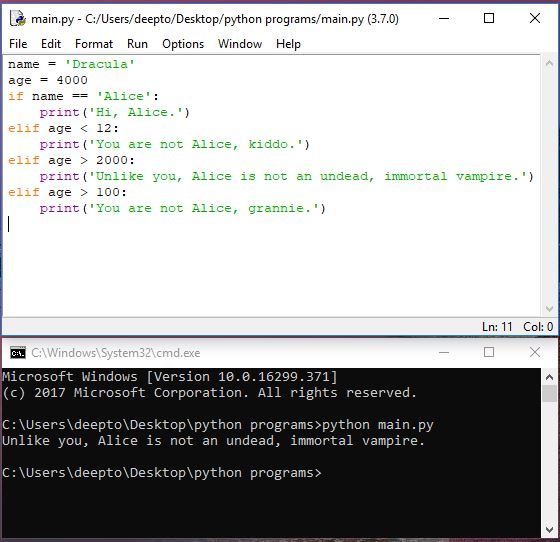 main.py - C:/Users/deepto/Desktop/python programs/main.py (3.7.0)
File Edit Format Run Options Window Help
name = 'Dracula'
age = 4000
if name == 'Alice':
    print('Hi, Alice.')
elif age < 12:
    print('You are not Alice, kiddo.')
elif age > 2000:
    print('Unlike you, Alice is not an undead, immortal vampire.')
elif age > 100:
    print('You are not Alice, grannie.')
Ln: 11 Col: 0
C:\Windows\System32\cmd.exe
Microsoft Windows [Version 10.0.16299.371]
(c) 2017 Microsoft Corporation. All rights reserved.
C:\Users\deepto\Desktop\python programs>python main.py
Unlike you, Alice is not an undead, immortal vampire.
C:\Users\deepto\Desktop\python programs>